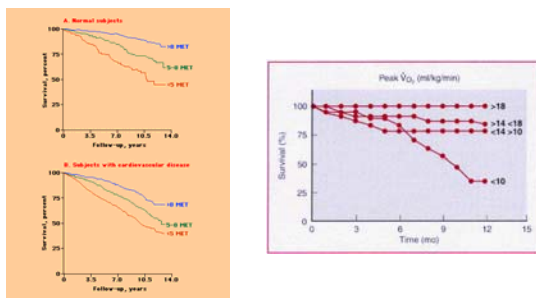 A. Normal subjects
Survival, percent
100
75
50
25
0
>8 MET
5-8 MET
<5 MET
0 3.5 7.0 10.5 14.0
Follow-up, years
B. Subjects with cardiovascular disease
Survival, percent
100
75
50
25
0
>8 MET
5-8 MET
<5 MET
0 3.5 7.0 10.5 14.0
Follow-up, years
Peak V̇O₂ (ml/kg/min)
Survival (%)
100
75
50
25
0
>18
>14 <18
<14 >10
<10
0 3 6 9 12 15
Time (mo)